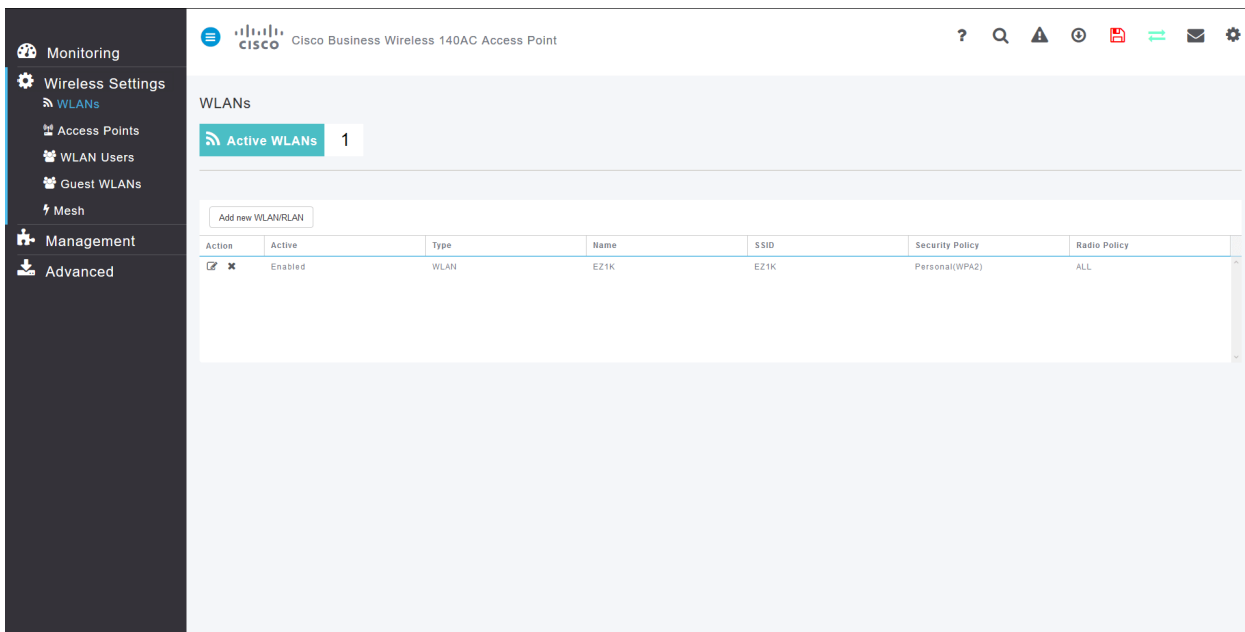 Monitoring
Wireless Settings
WLANs
Access Points
WLAN Users
Guest WLANs
Mesh
Management
Advanced
CISCO Cisco Business Wireless 140AC Access Point
?
WLANs
Active WLANs 1
Add new WLAN/RLAN
Action Active Type Name SSID Security Policy Radio Policy
Enabled WLAN EZ1K EZ1K Personal(WPA2) ALL